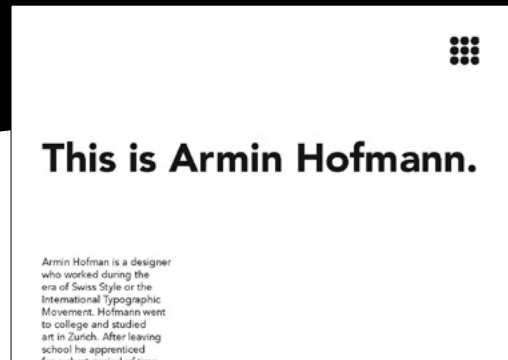 This is Armin Hofmann.
Armin Hofman is a designer
who worked during the
era of Swiss Style or the
International Typographic
Movement. Hofmann went
to college and studied
art in Zurich. After leaving
school he apprenticed